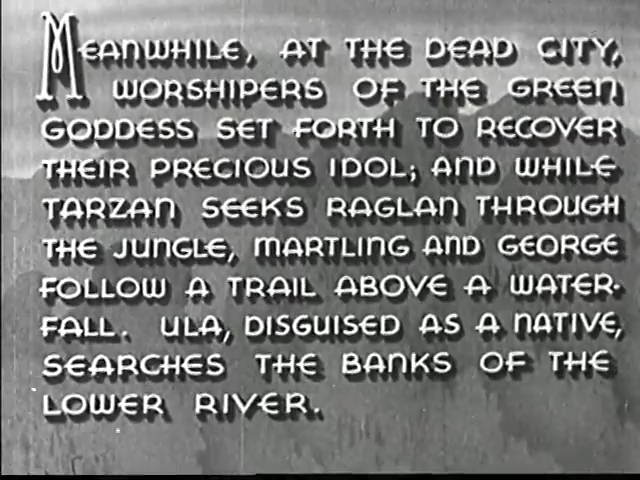 MEANWHILE, AT THE DEAD CITY,
WORSHIPERS OF THE GREEN
GODDESS SET FORTH TO RECOVER
THEIR PRECIOUS IDOL; AND WHILE
TARZAN SEEKS RAGLAN THROUGH
THE JUNGLE, MARTLING AND GEORGE
FOLLOW A TRAIL ABOVE A WATER-
FALL. ULA, DISGUISED AS A NATIVE,
SEARCHES THE BANKS OF THE
LOWER RIVER.